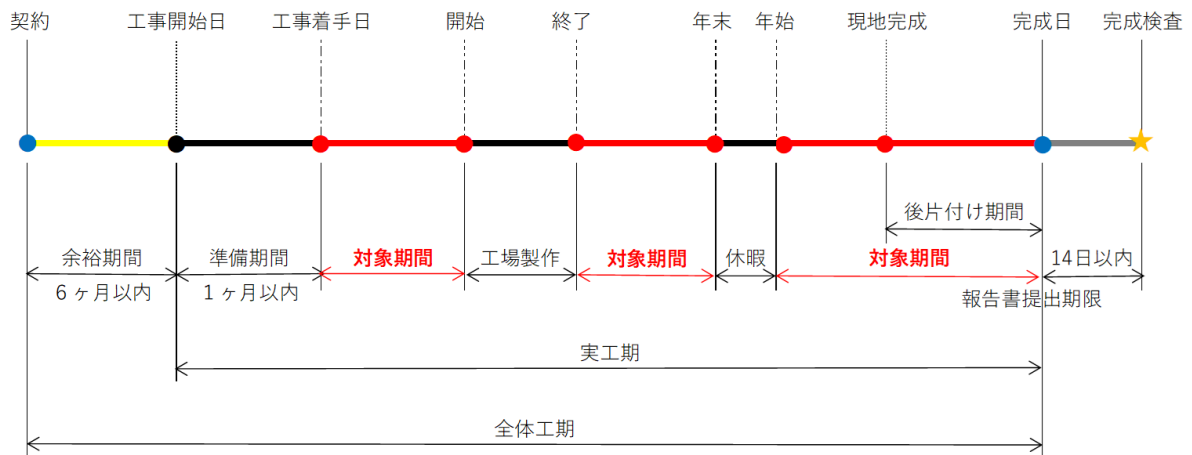 契約
工事開始日
工事着手日
開始
終了
年末
年始
現地完成
完成日
完成検査
後片付け期間
余裕期間
準備期間
対象期間
工場製作
対象期間
休暇
対象期間
14日以内
6ヶ月以内
1ヶ月以内
報告書提出期限
実工期
全体工期